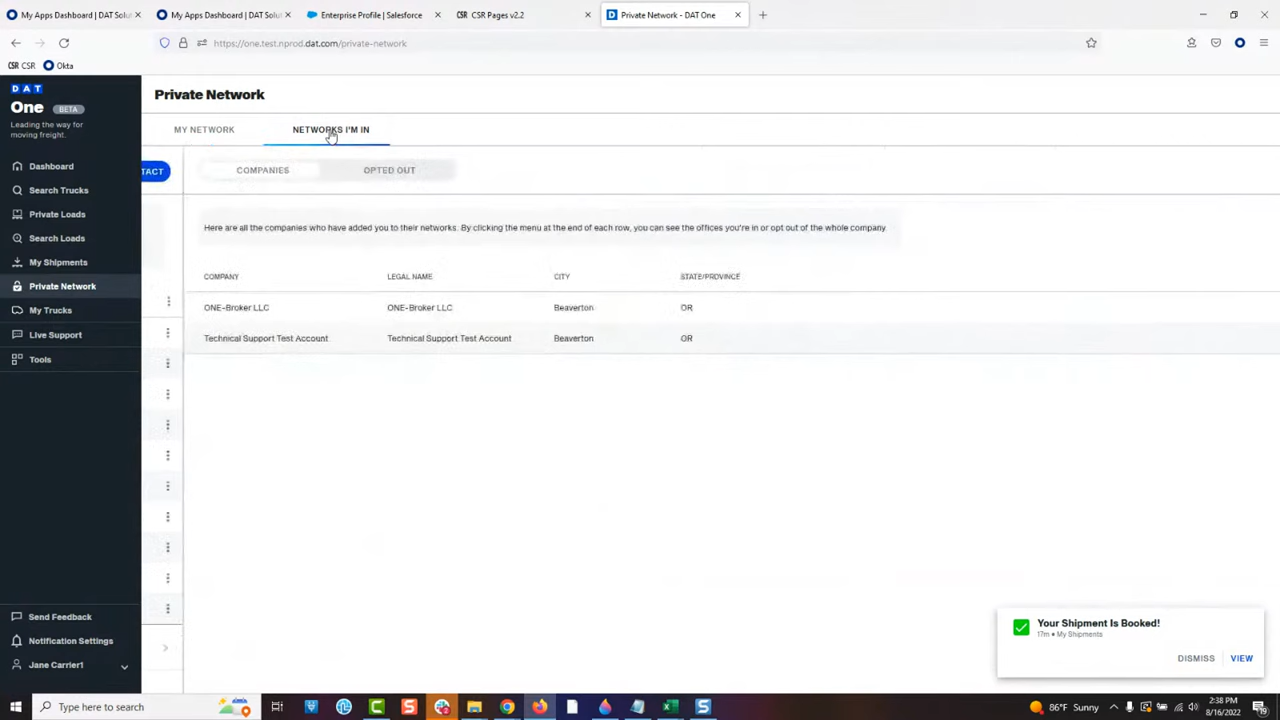 My Apps Dashboard | DAT Solut
My Apps Dashboard | DAT Solut
Enterprise Profile | Salesforce
CSR CSR Pages v2.2
Private Network - DAT One
https://one.test.nprod.dat.com/private-network
CSR CSR
Okta
DAT
One BETA
Leading the way for
moving freight.
Dashboard
Search Trucks
Private Loads
Search Loads
My Shipments
Private Network
My Trucks
Live Support
Tools
Send Feedback
Notification Settings
Jane Carrier1
Private Network
MY NETWORK
NETWORKS I'M IN
TACT
COMPANIES
OPTED OUT
Here are all the companies who have added you to their networks. By clicking the menu at the end of each row, you can see the offices you're in or opt out of the whole company.
COMPANY LEGAL NAME CITY STATE/PROVINCE
ONE-Broker LLC ONE-Broker LLC Beaverton OR
Technical Support Test Account Technical Support Test Account Beaverton OR
Your Shipment Is Booked!
17m • My Shipments
DISMISS VIEW
Type here to search
86°F Sunny
2:38 PM
8/16/2022
19